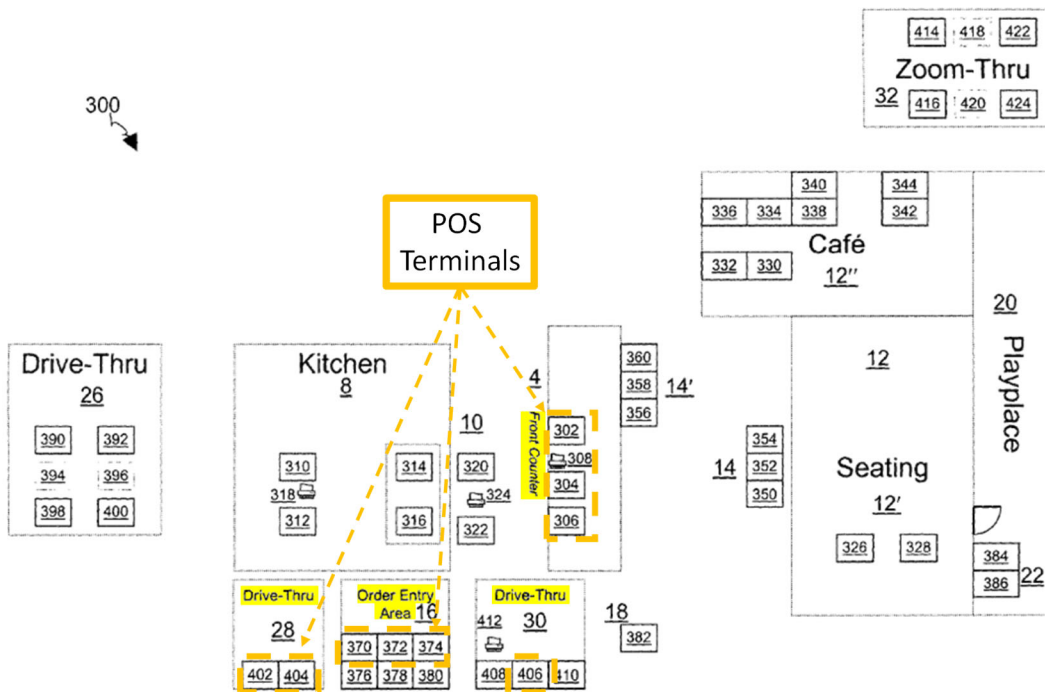 414 418 422
Zoom-Thru
32 416 420 424
300
POS
Terminals
340 344
336 334 338 342
Café
332 330 12"
20
Playplace
Drive-Thru
26
390 392
394 396
398 400
Kitchen
8
10
310 314 320
318 324
312 316 322
4
Front Counter
302
308
304
306
360
358 14'
356
12
354
14 352
350
Seating
12'
326 328
384
386 22
Drive-Thru
28
402 404
Order Entry
Area 16
370 372 374
376 378 380
Drive-Thru
412 30
408 406 410
18
382